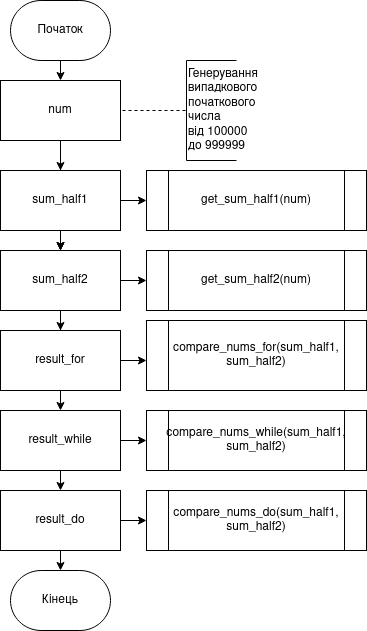 Початок
num
Генерування
випадкового
початкового
числа
від 100000
до 999999
sum_half1
get_sum_half1(num)
sum_half2
get_sum_half2(num)
result_for
compare_nums_for(sum_half1,
sum_half2)
result_while
compare_nums_while(sum_half1,
sum_half2)
result_do
compare_nums_do(sum_half1,
sum_half2)
Кінець